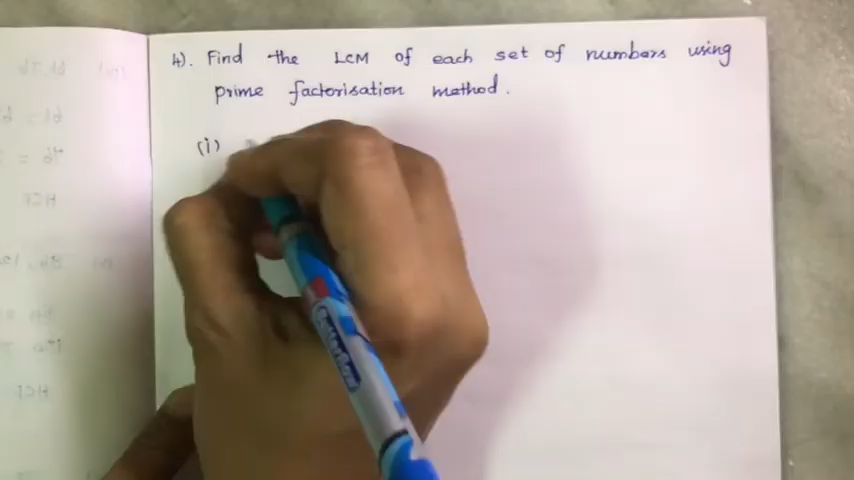 4). Find the LCM of each set of numbers using
prime factorisation method.
(i)